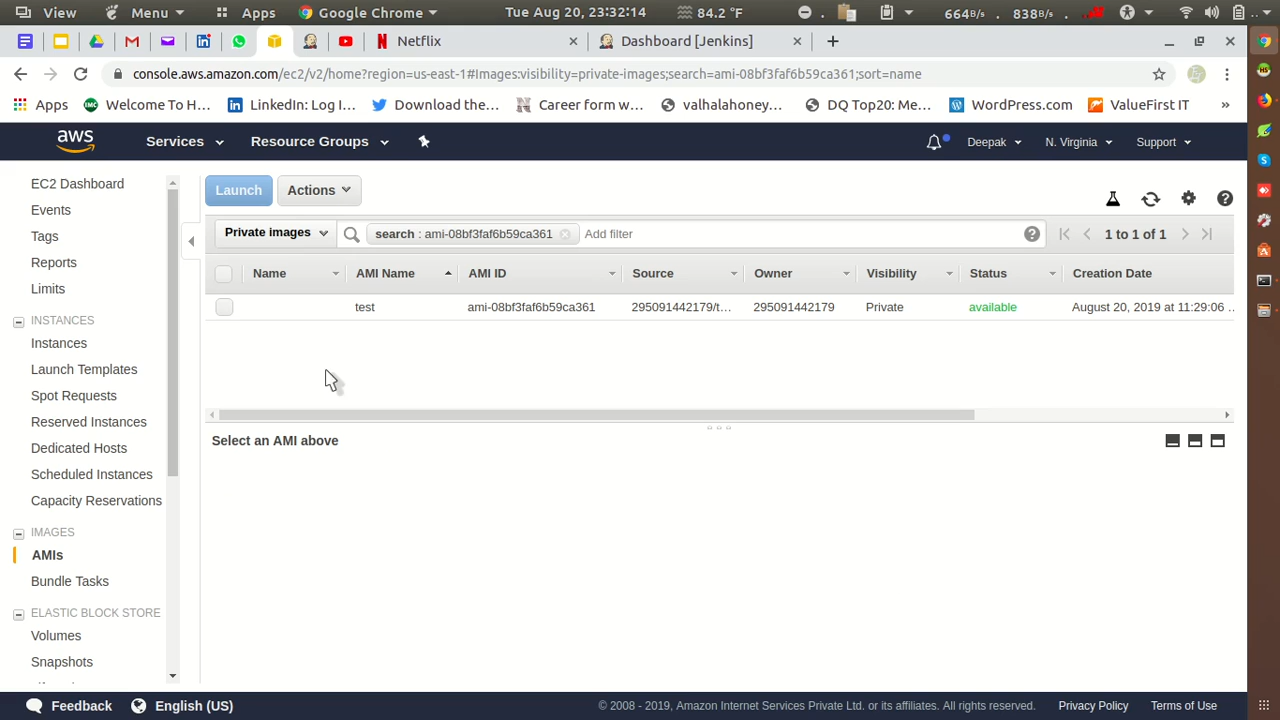 View Menu Apps Google Chrome Tue Aug 20, 23:32:14 84.2 °F 664B/s 838B/s
Netflix Dashboard [Jenkins]
console.aws.amazon.com/ec2/v2/home?region=us-east-1#Images:visibility=private-images;search=ami-08bf3faf6b59ca361;sort=name
Apps Welcome To H... LinkedIn: Log I... Download the... Career form w... valhalahoney... DQ Top20: Me... WordPress.com ValueFirst IT »
aws Services Resource Groups Deepak N. Virginia Support
EC2 Dashboard
Events
Tags
Reports
Limits
INSTANCES
Instances
Launch Templates
Spot Requests
Reserved Instances
Dedicated Hosts
Scheduled Instances
Capacity Reservations
IMAGES
AMIs
Bundle Tasks
ELASTIC BLOCK STORE
Volumes
Snapshots
Launch Actions
Private images search : ami-08bf3faf6b59ca361 Add filter 1 to 1 of 1
Name AMI Name AMI ID Source Owner Visibility Status Creation Date
test ami-08bf3faf6b59ca361 295091442179/t... 295091442179 Private available August 20, 2019 at 11:29:06 ...
Select an AMI above
Feedback English (US) © 2008 - 2019, Amazon Internet Services Private Ltd. or its affiliates. All rights reserved. Privacy Policy Terms of Use